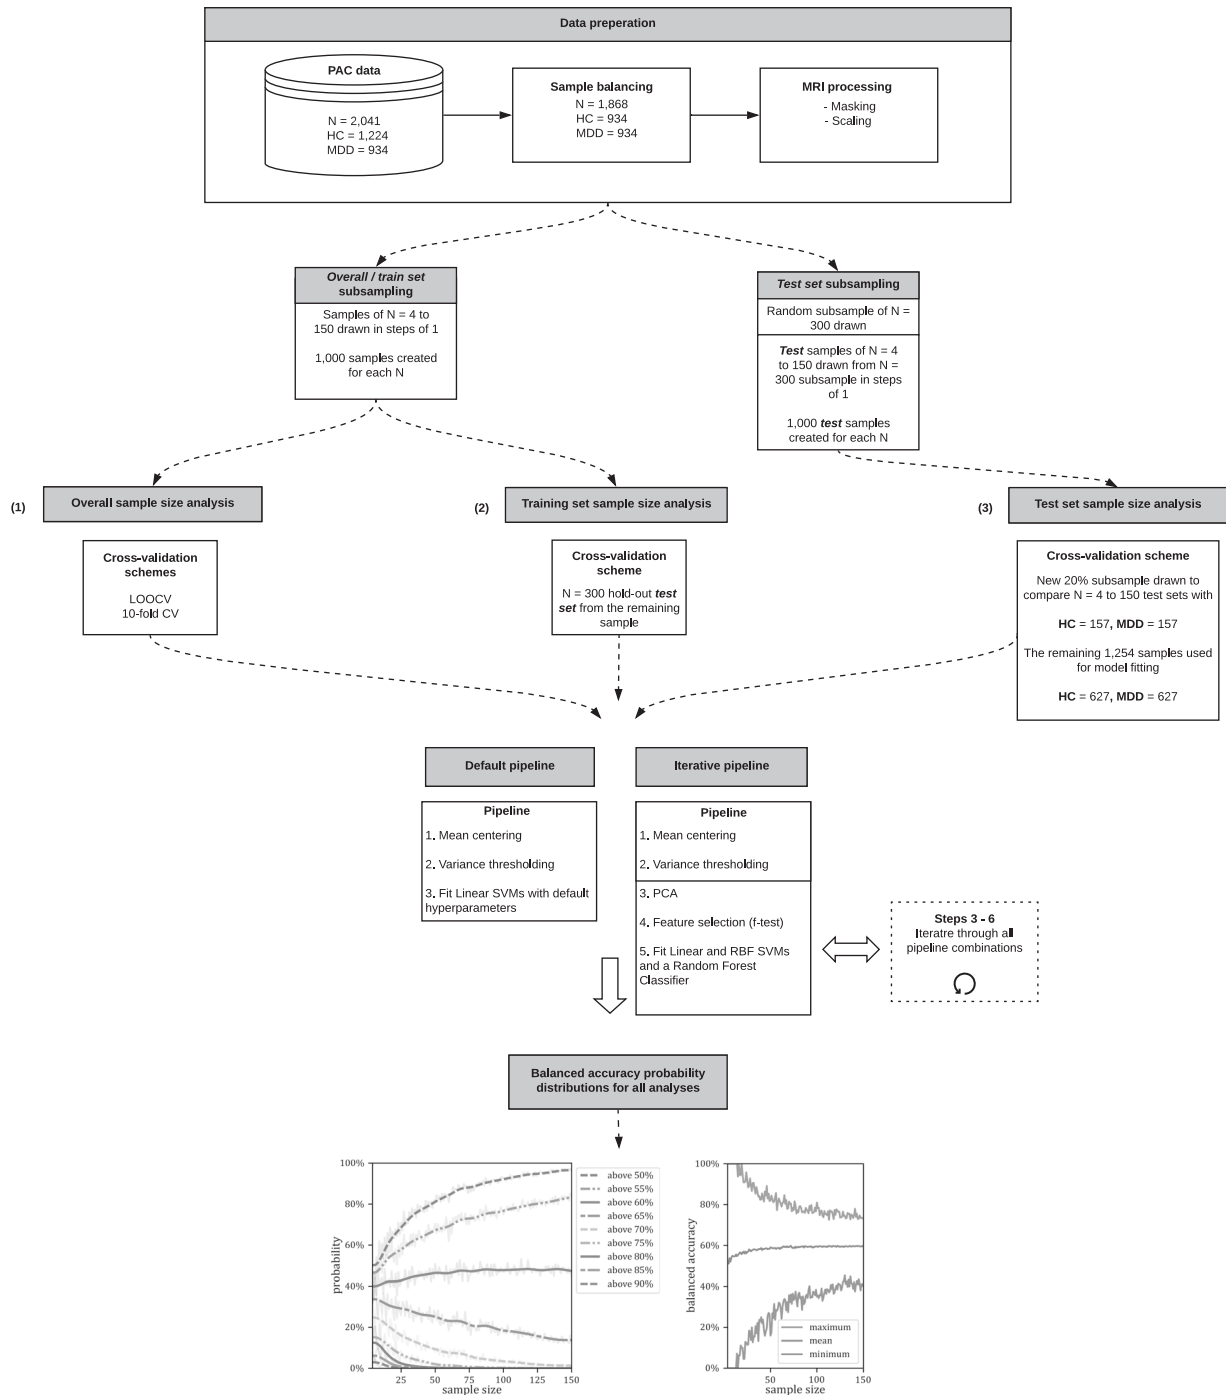 Data preperation
PAC data
N = 2,041
HC = 1,224
MDD = 934
Sample balancing
N = 1,868
HC = 934
MDD = 934
MRI processing
- Masking
- Scaling
Overall / train set
subsampling
Samples of N = 4 to
150 drawn in steps of 1
1,000 samples created
for each N
Test set subsampling
Random subsample of N =
300 drawn
Test samples of N = 4
to 150 drawn from N =
300 subsample in steps
of 1
1,000 test samples
created for each N
(1)
Overall sample size analysis
Cross-validation
schemes
LOOCV
10-fold CV
(2)
Training set sample size analysis
Cross-validation
scheme
N = 300 hold-out test
set from the remaining
sample
(3)
Test set sample size analysis
Cross-validation scheme
New 20% subsample drawn to
compare N = 4 to 150 test sets with
HC = 157, MDD = 157
The remaining 1,254 samples used
for model fitting
HC = 627, MDD = 627
Default pipeline
Pipeline
1. Mean centering
2. Variance thresholding
3. Fit Linear SVMs with default
hyperparameters
Iterative pipeline
Pipeline
1. Mean centering
2. Variance thresholding
3. PCA
4. Feature selection (f-test)
5. Fit Linear and RBF SVMs
and a Random Forest
Classifier
Steps 3 - 6
Iteratre through all
pipeline combinations
Balanced accuracy probability
distributions for all analyses
probability
100%
80%
60%
40%
20%
0%
25
50
75
100
125
150
sample size
above 50%
above 55%
above 60%
above 65%
above 70%
above 75%
above 80%
above 85%
above 90%
balanced accuracy
100%
80%
60%
40%
20%
0%
50
100
150
sample size
maximum
mean
minimum